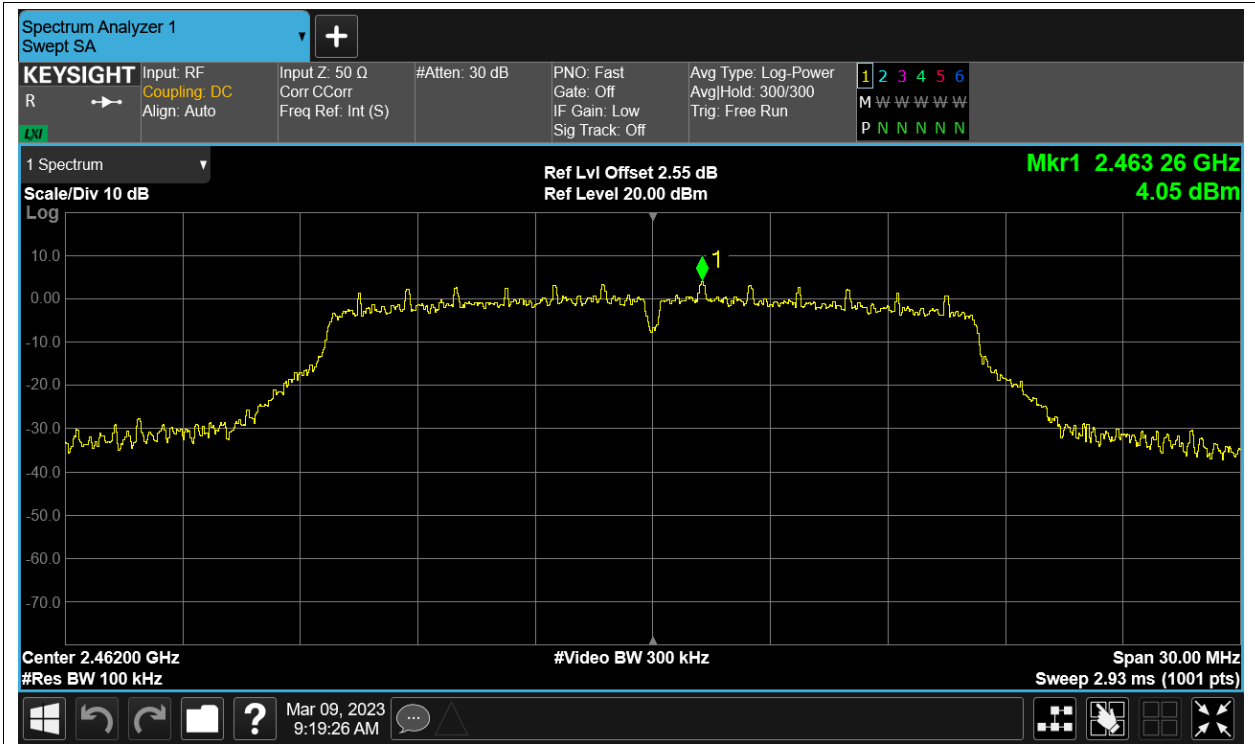 Spectrum Analyzer 1
Swept SA
KEYSIGHT
R
LXI
Input: RF
Coupling: DC
Align: Auto
Input Z: 50 Ω
Corr CCorr
Freq Ref: Int (S)
#Atten: 30 dB
PNO: Fast
Gate: Off
IF Gain: Low
Sig Track: Off
Avg Type: Log-Power
Avg|Hold: 300/300
Trig: Free Run
1 2 3 4 5 6
M W W W W W
P N N N N N
1 Spectrum
Scale/Div 10 dB
Log
Ref Lvl Offset 2.55 dB
Ref Level 20.00 dBm
Mkr1 2.463 26 GHz
4.05 dBm
1
10.0
0.00
-10.0
-20.0
-30.0
-40.0
-50.0
-60.0
-70.0
Center 2.46200 GHz
#Res BW 100 kHz
#Video BW 300 kHz
Span 30.00 MHz
Sweep 2.93 ms (1001 pts)
?
Mar 09, 2023
9:19:26 AM